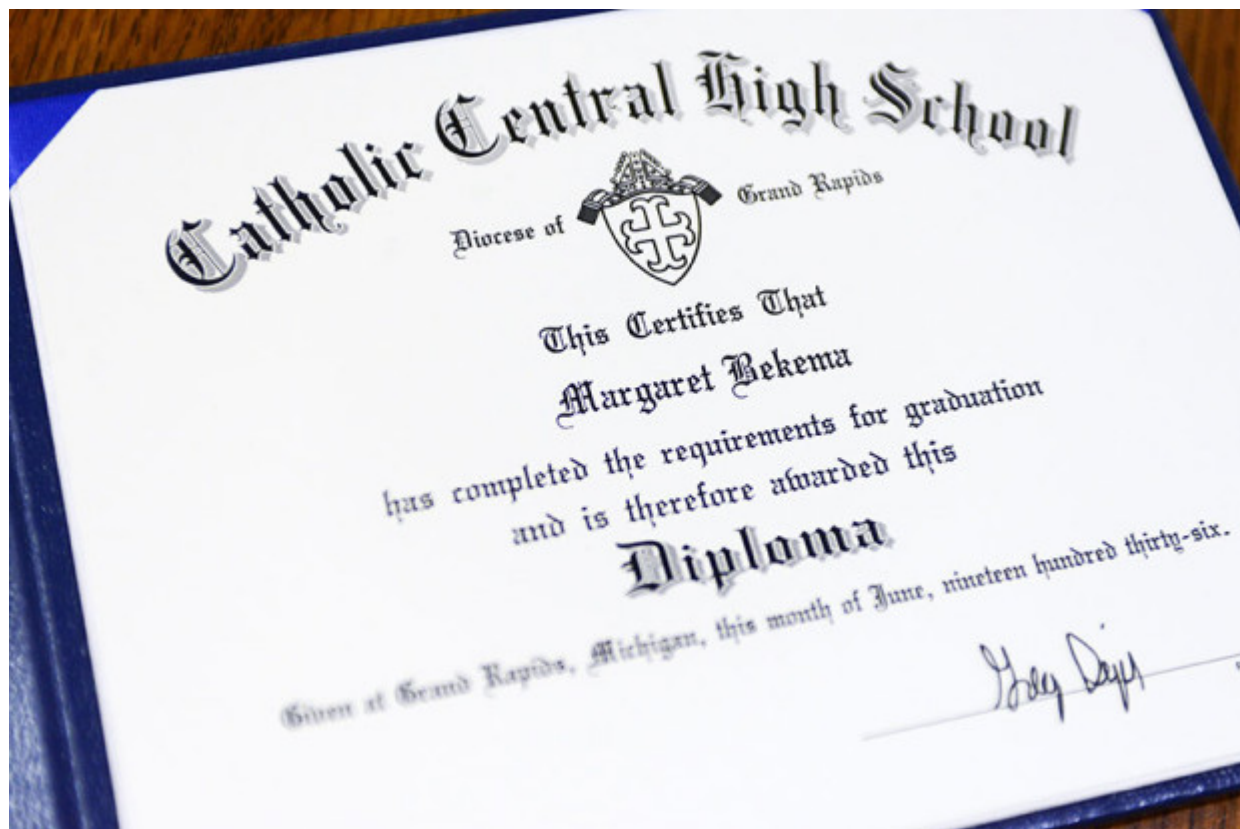 Catholic Central High School
Diocese of Grand Rapids
This Certifies That
Margaret Bekema
has completed the requirements for graduation
and is therefore awarded this
Diploma
Given at Grand Rapids, Michigan, this month of June, nineteen hundred thirty-six.